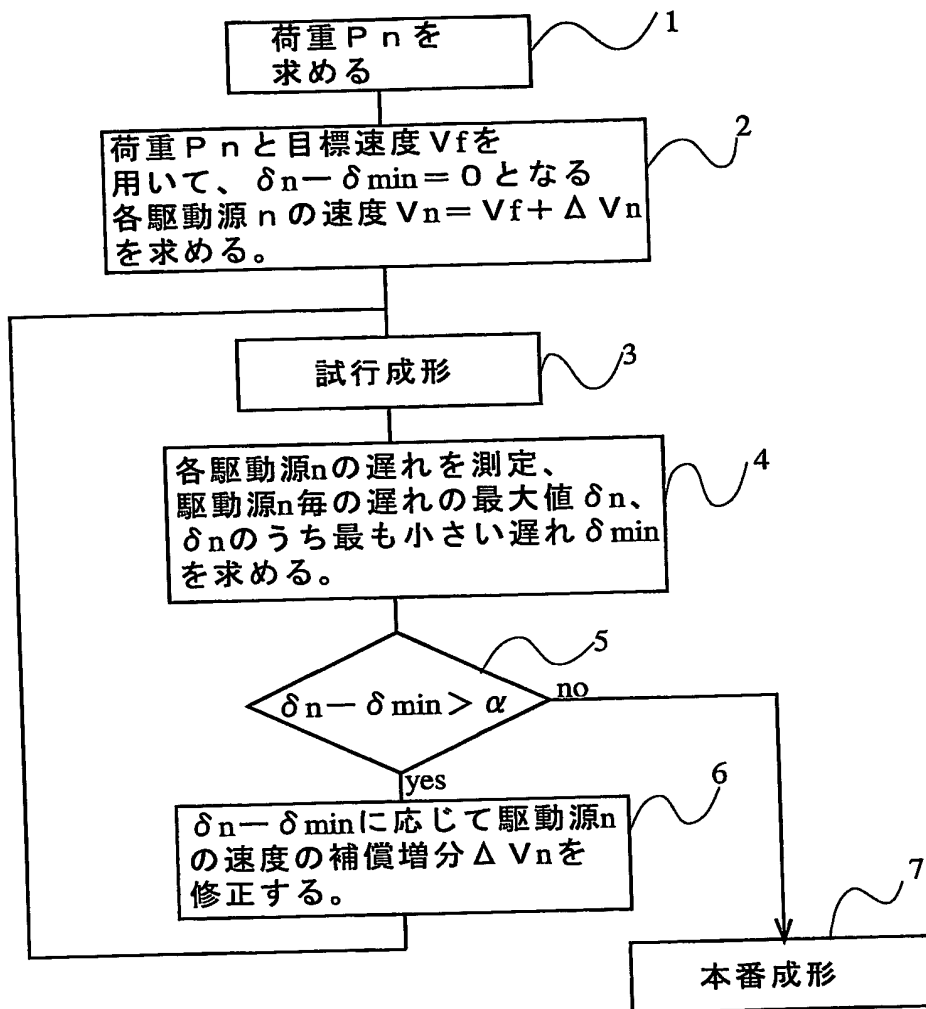 荷重Ｐｎを
求める
1
荷重Ｐｎと目標速度Vfを
用いて、δn－δmin＝０となる
各駆動源ｎの速度Vn＝Vf＋ΔVn
を求める。
2
試行成形
3
各駆動源nの遅れを測定、
駆動源n毎の遅れの最大値δn、
δnのうち最も小さい遅れδmin
を求める。
4
δn－δmin＞α
5
no
yes
δn－δminに応じて駆動源n
の速度の補償増分ΔVnを
修正する。
6
本番成形
7